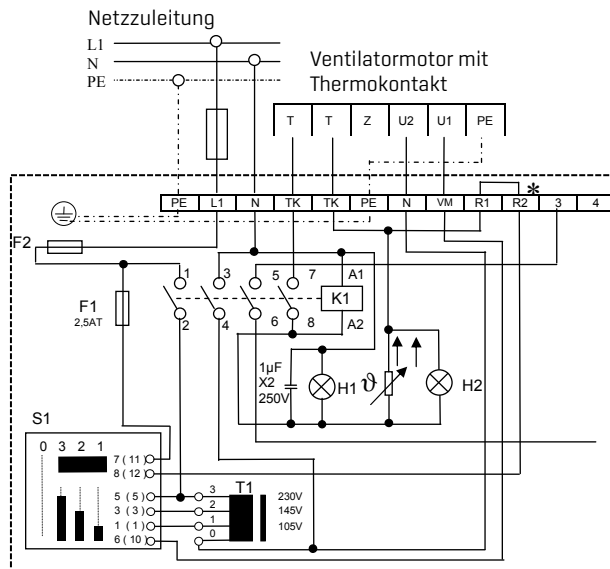 Netzzuleitung
L1
N
PE
Ventilatormotor mit
Thermokontakt
T T Z U2 U1 PE
PE L1 N TK TK PE N VM R1 R2 * 3 4
F2
F1
2,5AT
1 3 5 7 A1
K1
2 4 6 8 A2
1µF
X2
250V
H1
ϑ
H2
S1
0 3 2 1
7 (11)
8 (12)
5 (5)
3 (3)
1 (1)
6 (10)
T1
3 230V
2 145V
1 105V
0